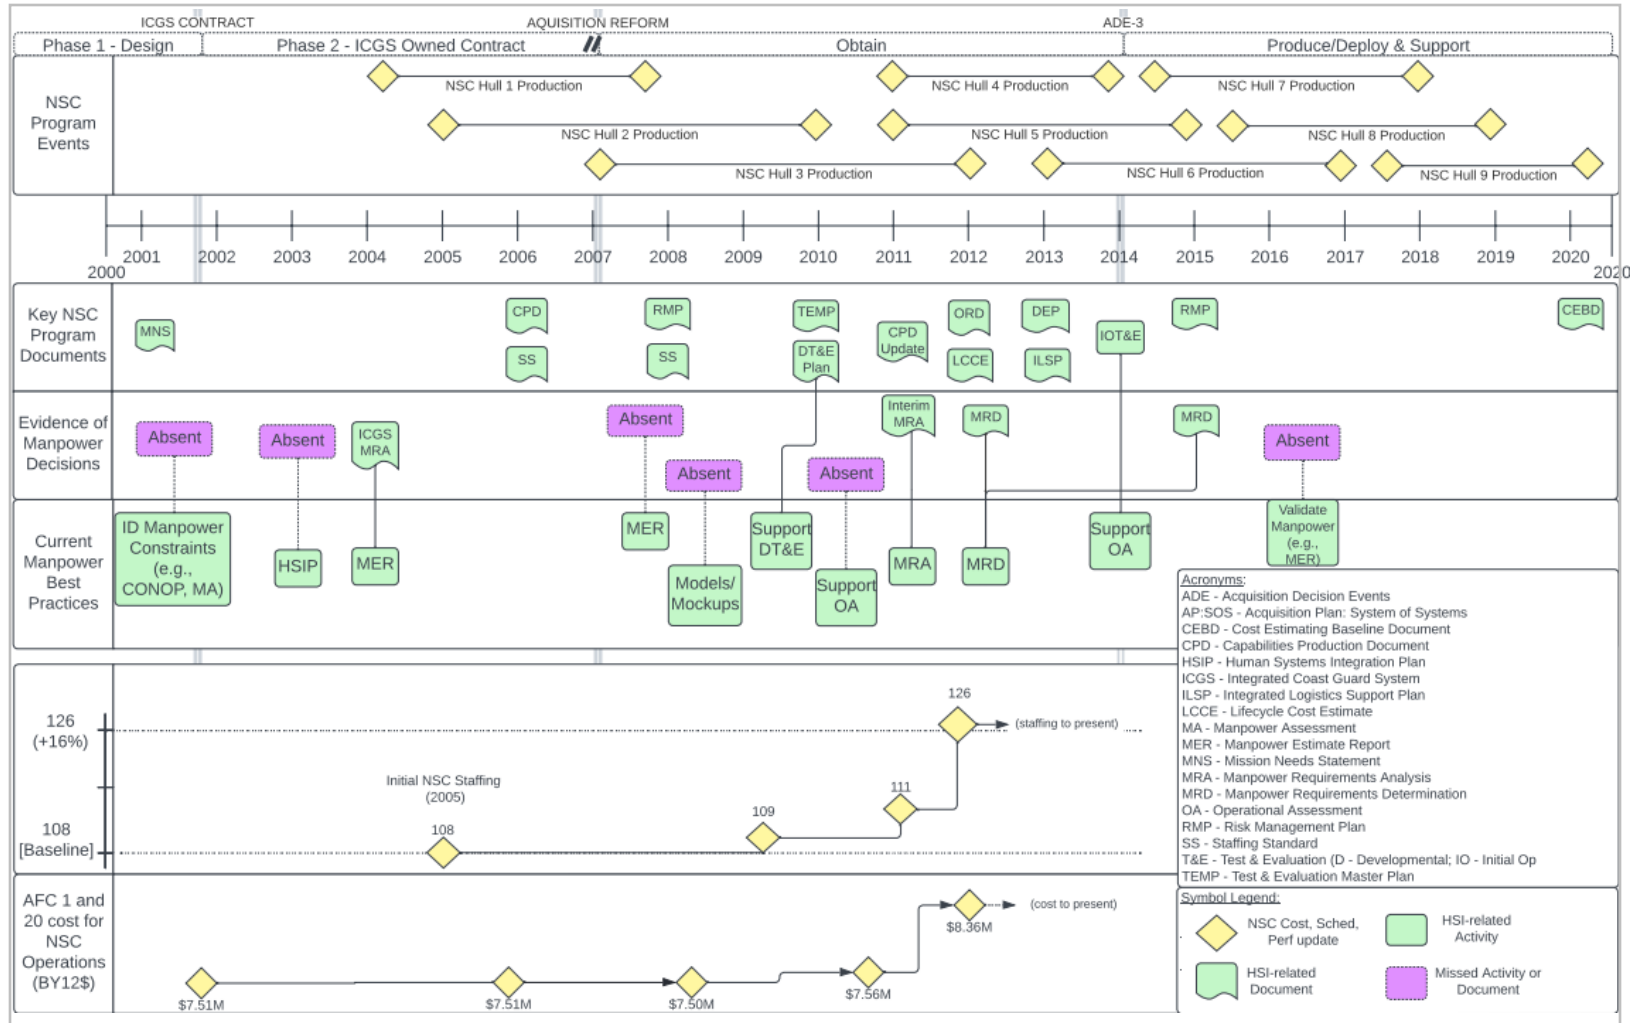 ICGS CONTRACT
AQUISITION REFORM
ADE-3
Phase 1 - Design
Phase 2 - ICGS Owned Contract
Obtain
Produce/Deploy & Support
NSC
Program
Events
NSC Hull 1 Production
NSC Hull 4 Production
NSC Hull 7 Production
NSC Hull 2 Production
NSC Hull 5 Production
NSC Hull 8 Production
NSC Hull 3 Production
NSC Hull 6 Production
NSC Hull 9 Production
2000
2001
2002
2003
2004
2005
2006
2007
2008
2009
2010
2011
2012
2013
2014
2015
2016
2017
2018
2019
2020
2020
Key NSC
Program
Documents
MNS
CPD
SS
RMP
SS
TEMP
DT&E
Plan
CPD
Update
ORD
LCCE
DEP
ILSP
IOT&E
RMP
CEBD
Evidence of
Manpower
Decisions
Absent
Absent
ICGS
MRA
Absent
Absent
Absent
Interim
MRA
MRD
MRD
Absent
Current
Manpower
Best
Practices
ID Manpower
Constraints
(e.g.,
CONOP, MA)
HSIP
MER
MER
Models/
Mockups
Support
DT&E
Support
OA
MRA
MRD
Support
OA
Validate
Manpower
(e.g.,
MER)
126
(+16%)
108
[Baseline]
Initial NSC Staffing
(2005)
108
109
111
126
(staffing to present)
AFC 1 and
20 cost for
NSC
Operations
(BY12$)
$7.51M
$7.51M
$7.50M
$7.56M
$8.36M
(cost to present)
Acronyms:
ADE - Acquisition Decision Events
AP:SOS - Acquisition Plan: System of Systems
CEBD - Cost Estimating Baseline Document
CPD - Capabilities Production Document
HSIP - Human Systems Integration Plan
ICGS - Integrated Coast Guard System
ILSP - Integrated Logistics Support Plan
LCCE - Lifecycle Cost Estimate
MA - Manpower Assessment
MER - Manpower Estimate Report
MNS - Mission Needs Statement
MRA - Manpower Requirements Analysis
MRD - Manpower Requirements Determination
OA - Operational Assessment
RMP - Risk Management Plan
SS - Staffing Standard
T&E - Test & Evaluation (D - Developmental; IO - Initial Op
TEMP - Test & Evaluation Master Plan
Symbol Legend:
NSC Cost, Sched,
Perf update
HSI-related
Activity
HSI-related
Document
Missed Activity or
Document